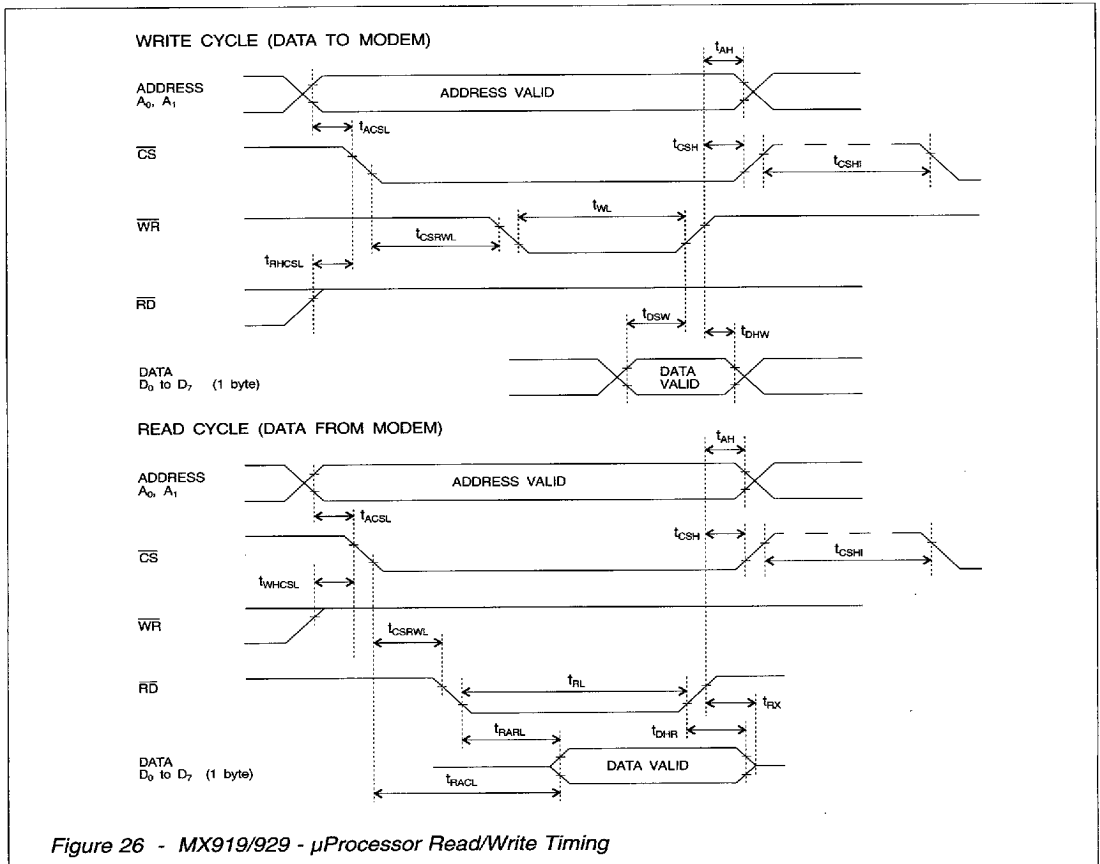 WRITE CYCLE (DATA TO MODEM)
tAH
ADDRESS
A0, A1
ADDRESS VALID
tACSL
CS
tCSH
tCSHI
WR
tWL
tCSRWL
tRHCSL
RD
tDSW
tDHW
DATA
D0 to D7 (1 byte)
DATA
VALID
READ CYCLE (DATA FROM MODEM)
tAH
ADDRESS
A0, A1
ADDRESS VALID
tACSL
CS
tCSH
tCSHI
tWHCSL
WR
tCSRWL
RD
tRL
tRX
tRARL
tDHR
DATA
D0 to D7 (1 byte)
DATA VALID
tRACL
Figure 26 - MX919/929 - µProcessor Read/Write Timing